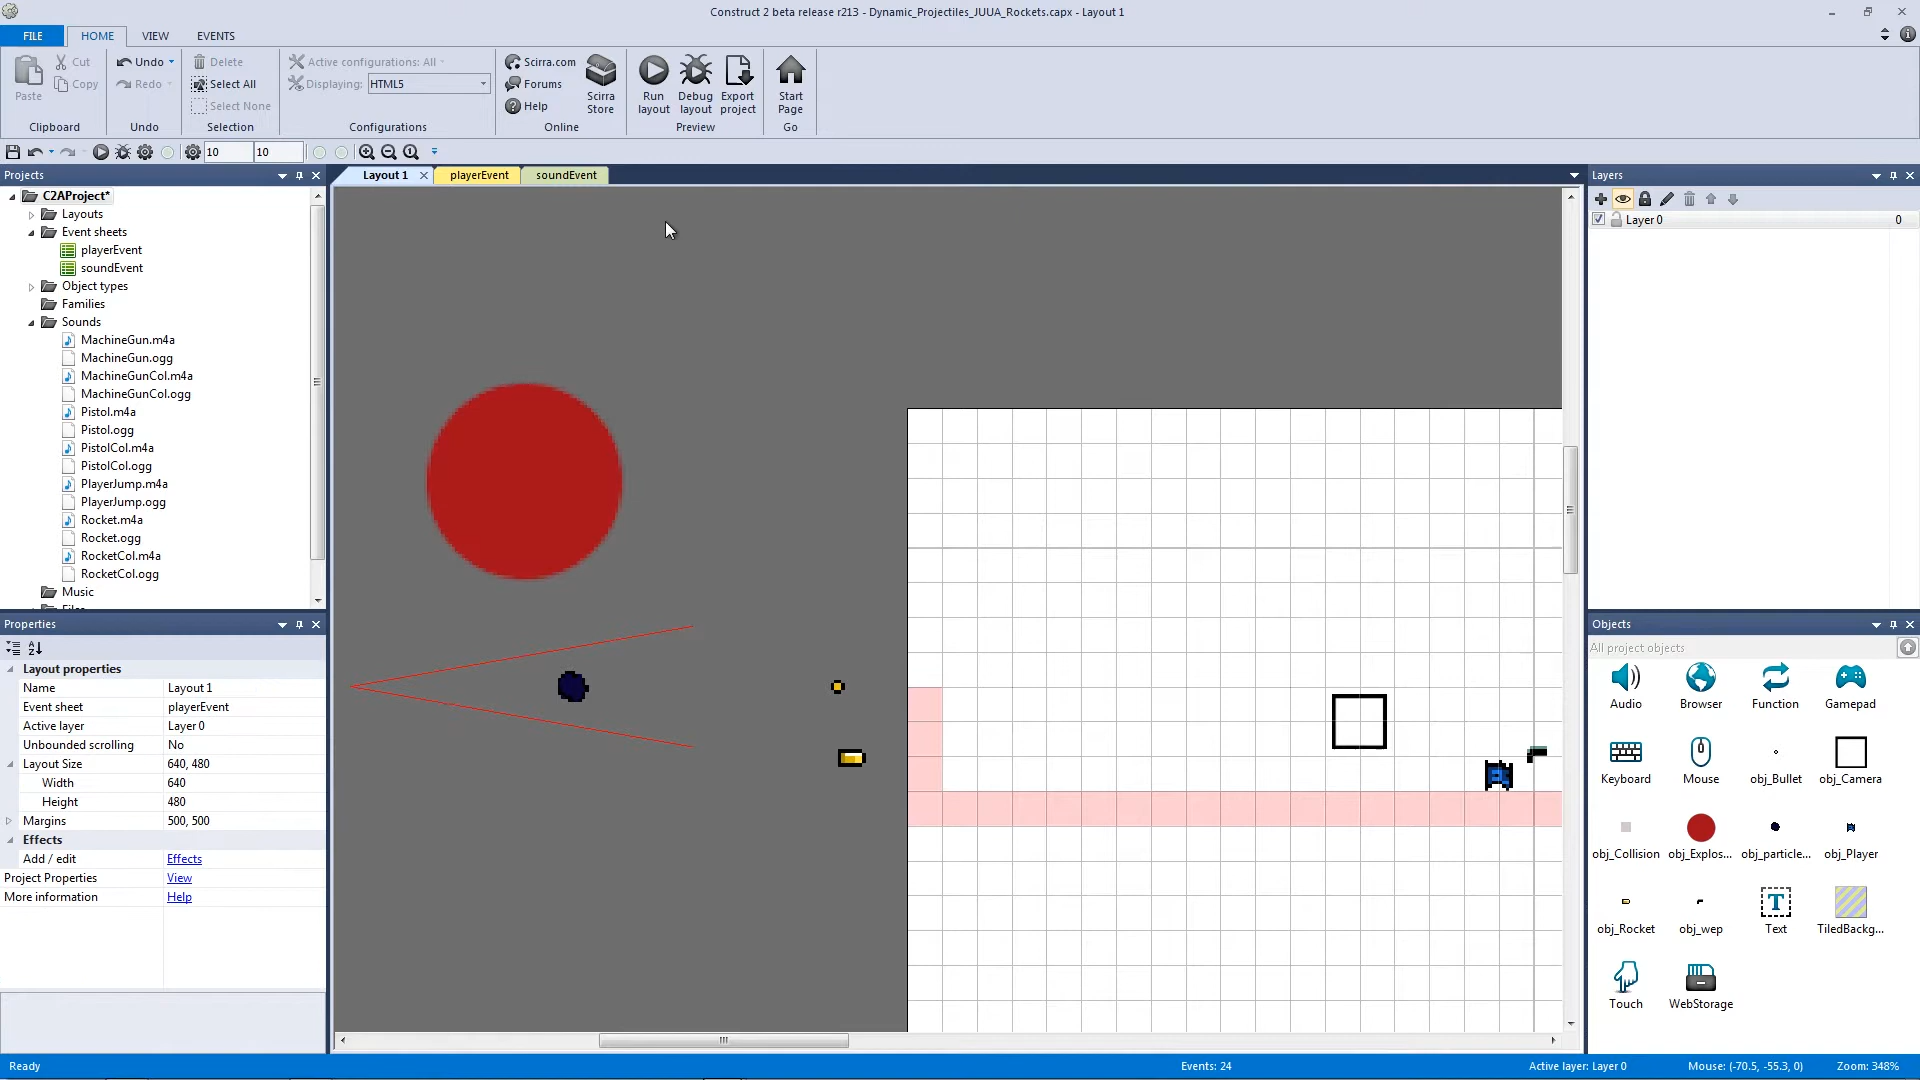 Construct 2 beta release r213 - Dynamic_Projectiles_JUUA_Rockets.capx - Layout 1
FILE HOME VIEW EVENTS
Paste
Cut
Copy
Clipboard
Undo
Redo
Undo
Delete
Select All
Select None
Selection
Active configurations: All
Displaying: HTML5
Configurations
Scirra.com
Forums
Help
Scirra Store
Online
Run layout
Debug layout
Export project
Preview
Start Page
Go
10 10
Projects
C2AProject*
Layouts
Event sheets
playerEvent
soundEvent
Object types
Families
Sounds
MachineGun.m4a
MachineGun.ogg
MachineGunCol.m4a
MachineGunCol.ogg
Pistol.m4a
Pistol.ogg
PistolCol.m4a
PistolCol.ogg
PlayerJump.m4a
PlayerJump.ogg
Rocket.m4a
Rocket.ogg
RocketCol.m4a
RocketCol.ogg
Music
Properties
Layout properties
Name Layout 1
Event sheet playerEvent
Active layer Layer 0
Unbounded scrolling No
Layout Size 640, 480
Width 640
Height 480
Margins 500, 500
Effects
Add / edit Effects
Project Properties View
More information Help
Layout 1 playerEvent soundEvent
Layers
Layer 0 0
Objects
All project objects
Audio Browser Function Gamepad
Keyboard Mouse obj_Bullet obj_Camera
obj_Collision obj_Explos... obj_particle... obj_Player
obj_Rocket obj_wep Text TiledBackg...
Touch WebStorage
Ready Events: 24 Active layer: Layer 0 Mouse: (-70.5, -55.3, 0) Zoom: 348%